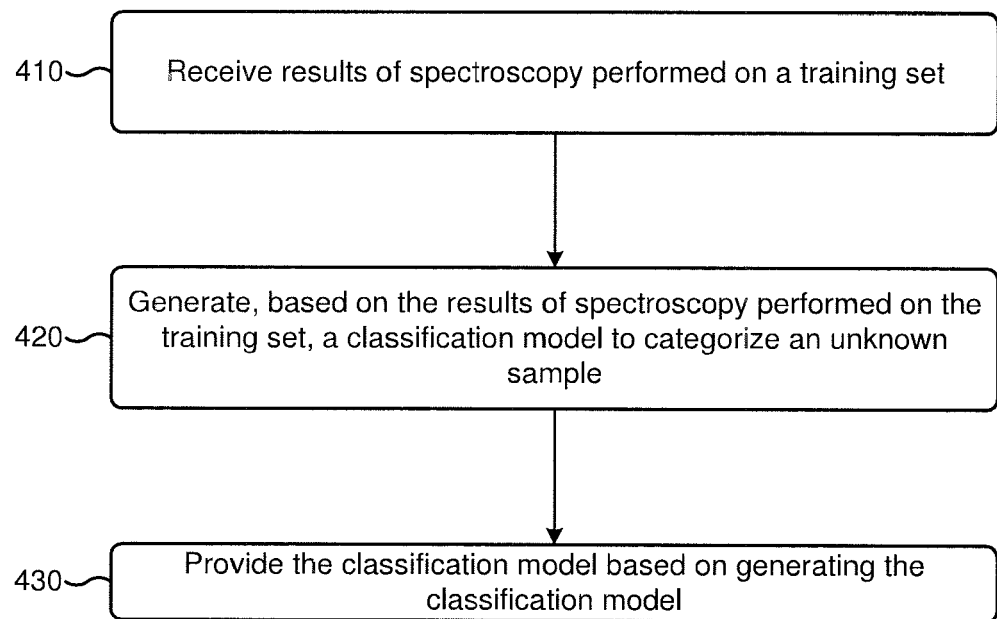 410
Receive results of spectroscopy performed on a training set
Generate, based on the results of spectroscopy performed on the
420
training set, a classification model to categorize an unknown
sample
Provide the classification model based on generating the
430
classification model